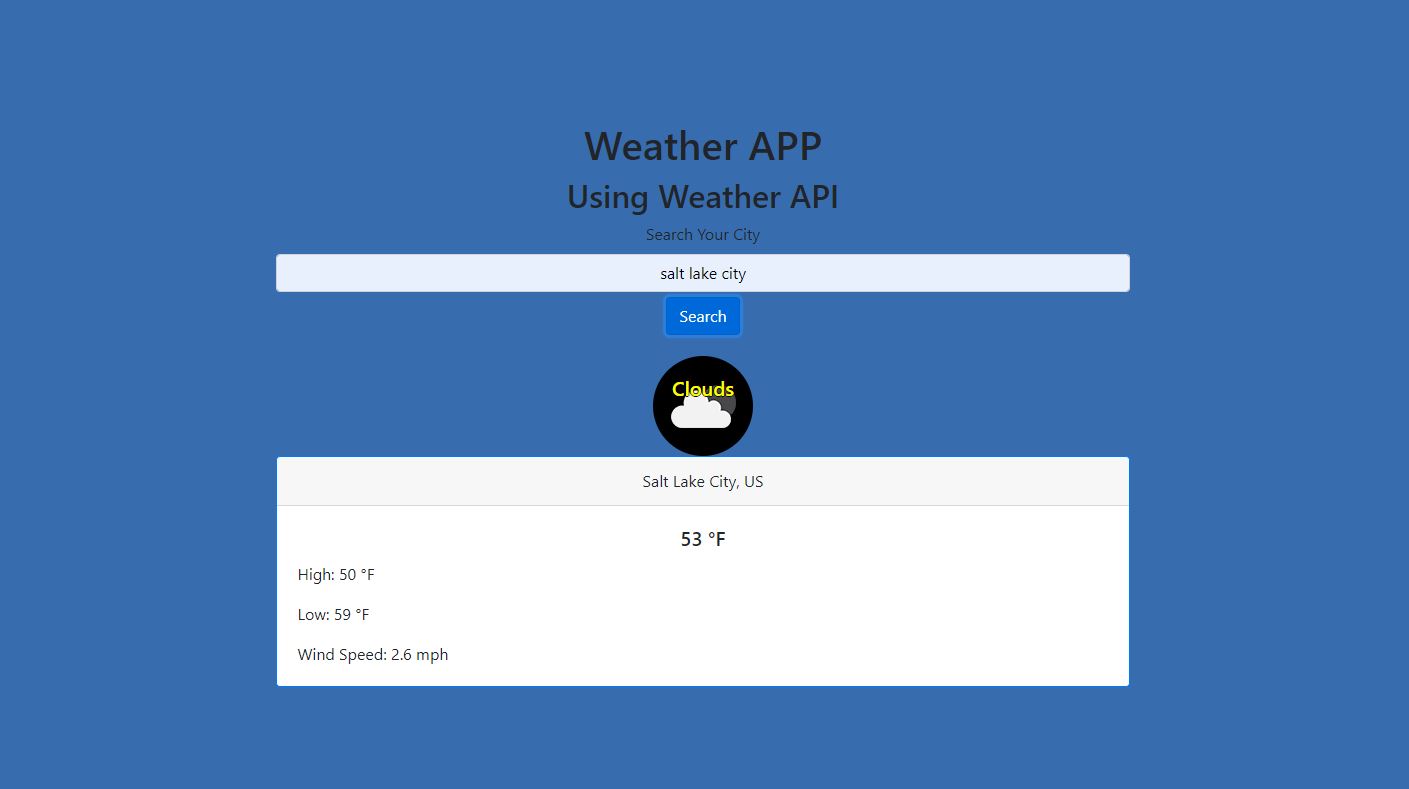 Weather APP
Using Weather API
Search Your City
salt lake city
Search
Clouds
Salt Lake City, US
53 °F
High: 50 °F
Low: 59 °F
Wind Speed: 2.6 mph